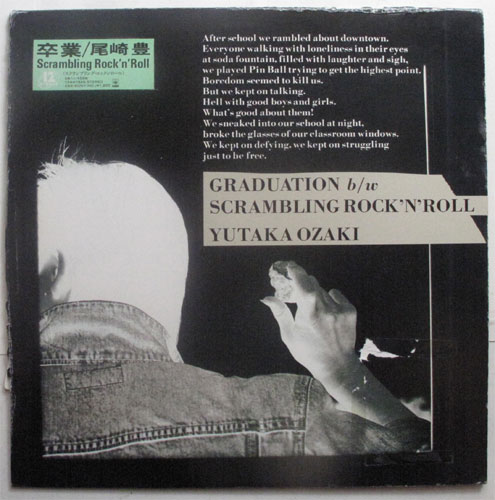 卒業/尾崎豊
Scrambling Rock'n'Roll
12
After school we rambled about downtown.
Everyone walking with loneliness in their eyes
at soda fountain, filled with laughter and sigh,
we played Pin Ball trying to get the highest point.
Boredom seemed to kill us.
But we kept on talking.
Hell with good boys and girls.
What's good about them!
We sneaked into our school at night,
broke the glasses of our classroom windows.
We kept on defying, we kept on struggling
just to be free.
GRADUATION b/w
SCRAMBLING ROCK'N'ROLL
YUTAKA OZAKI